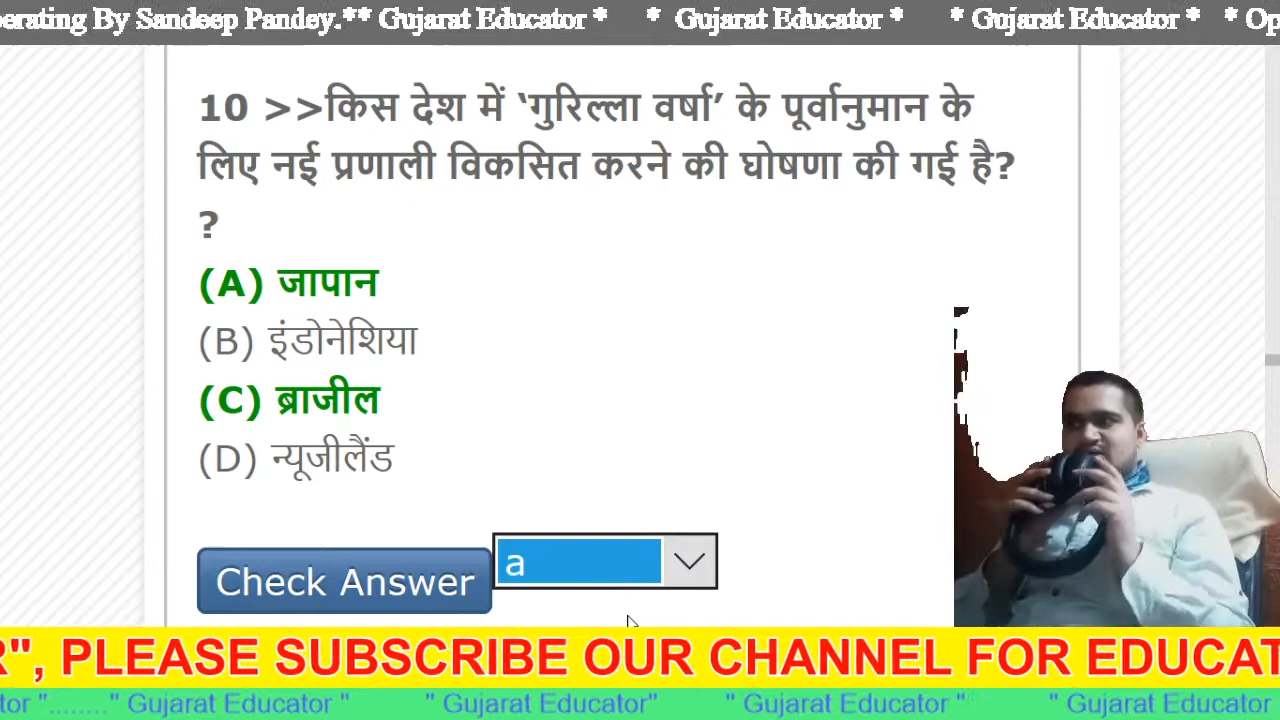 erating By Sandeep Pandey.** Gujarat Educator * * Gujarat Educator * * Gujarat Educator * * Op
10 >>किस देश में ‘गुरिल्ला वर्षा’ के पूर्वानुमान के
लिए नई प्रणाली विकसित करने की घोषणा की गई है?
?
(A) जापान
(B) इंडोनेशिया
(C) ब्राजील
(D) न्यूजीलैंड
Check Answer a
R", PLEASE SUBSCRIBE OUR CHANNEL FOR EDUCAT
tor "........" Gujarat Educator " " Gujarat Educator" " Gujarat Educator " " Gujarat Educator